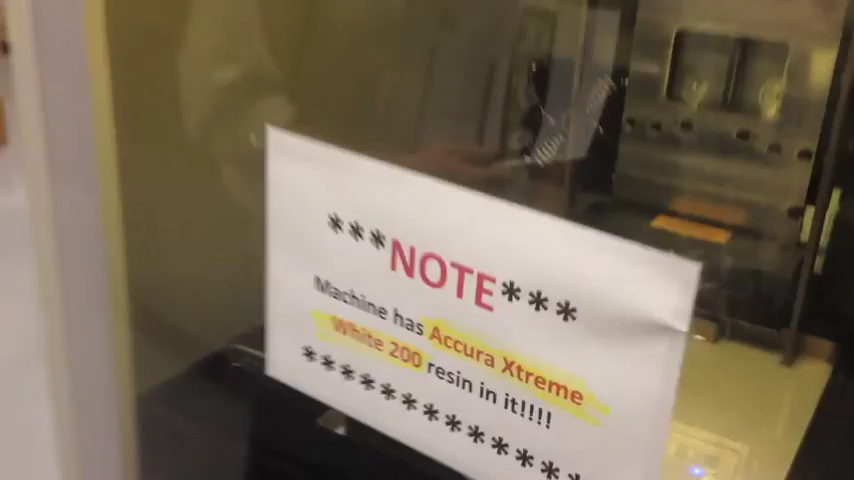 ***NOTE***
Machine has Accura Xtreme
White 200 resin in it!!!!
**************